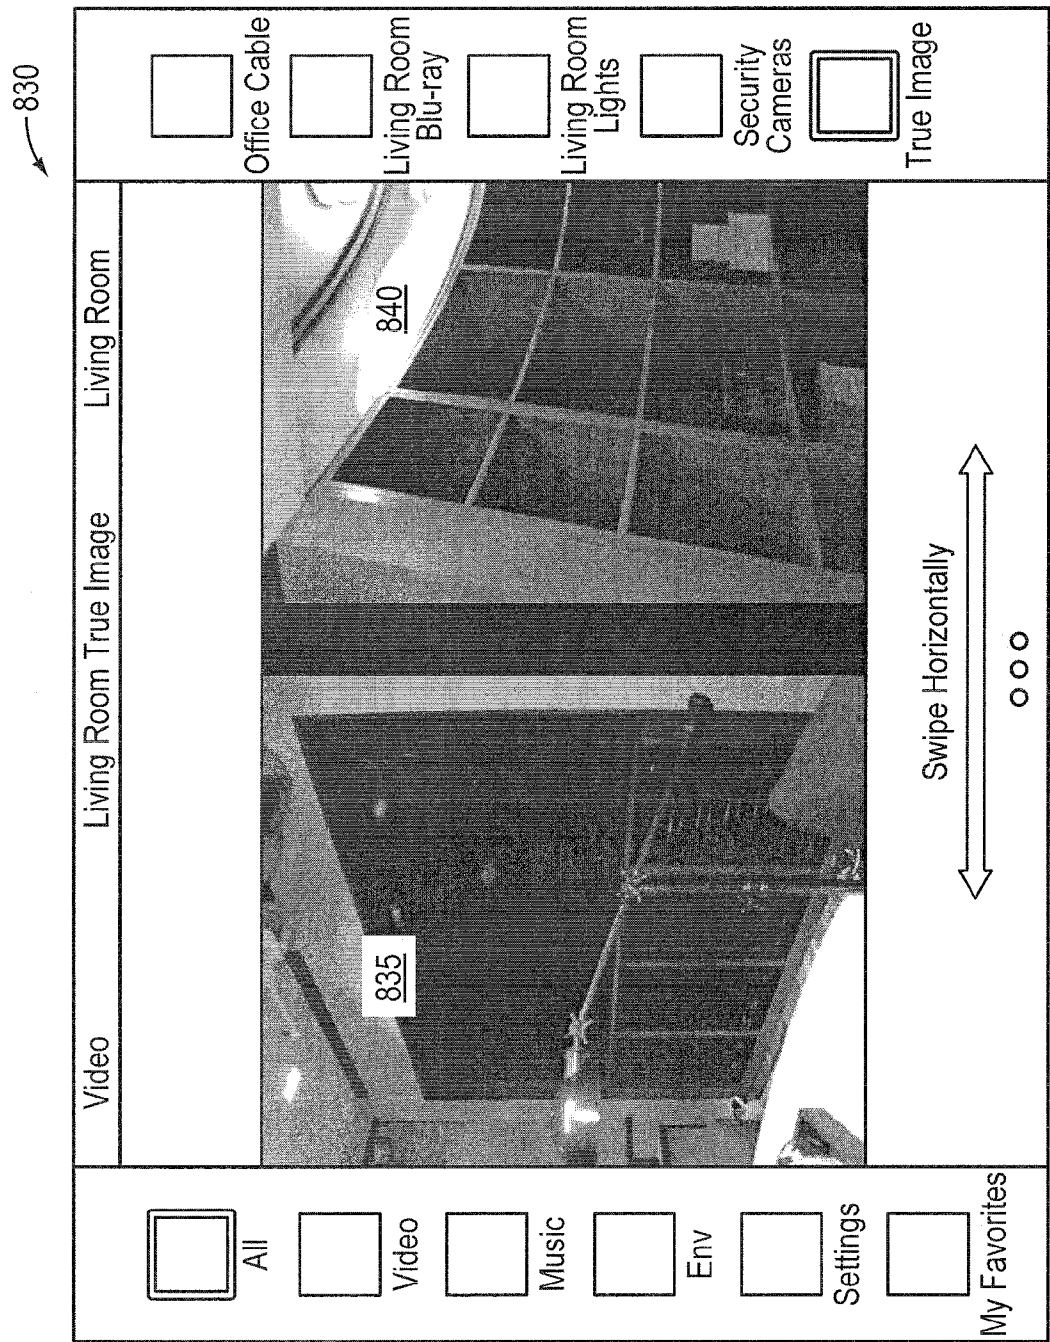 830
Video
Living Room True Image
Living Room
All
Video
Music
Env
Settings
My Favorites
835
840
Swipe Horizontally
Office Cable
Living Room
Blu-ray
Living Room
Lights
Security
Cameras
True Image